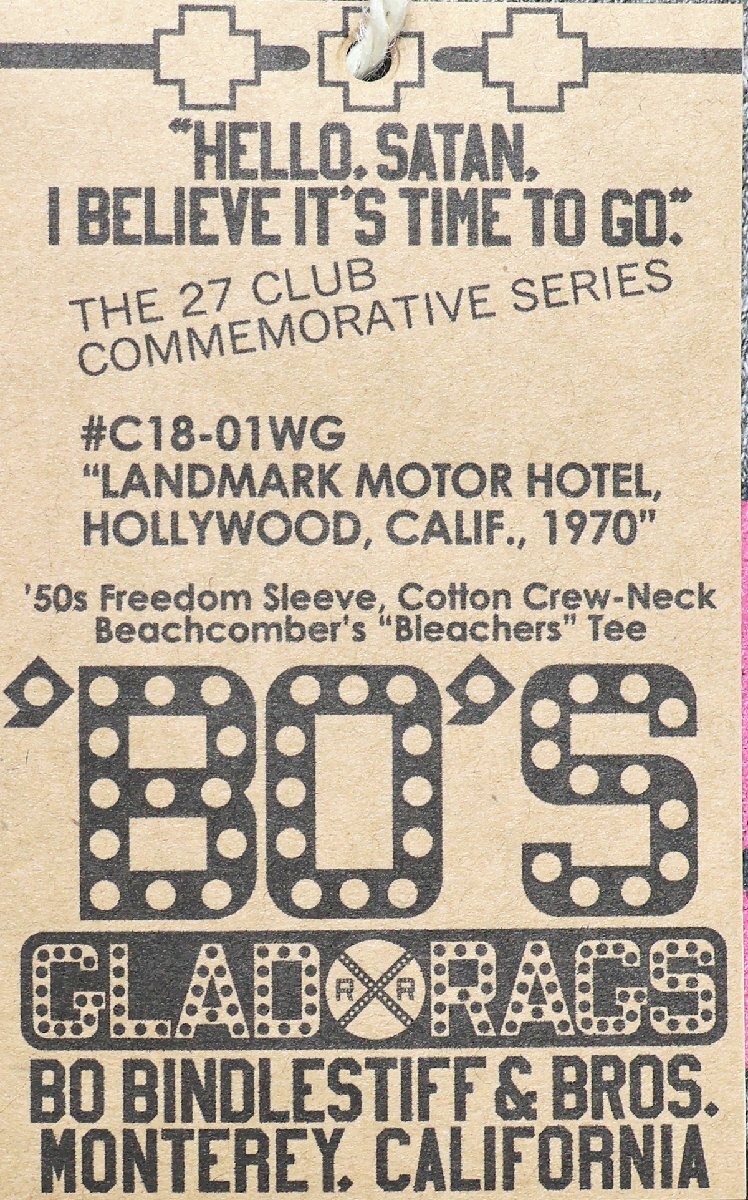 “HELLO, SATAN,
I BELIEVE IT’S TIME TO GO.”
THE 27 CLUB
COMMEMORATIVE SERIES
#C18-01WG
“LANDMARK MOTOR HOTEL,
HOLLYWOOD, CALIF., 1970”
’50s Freedom Sleeve, Cotton Crew-Neck
Beachcomber’s “Bleachers” Tee
’BO’S
GLAD R R RAGS
BO BINDLESTIFF & BROS.
MONTEREY, CALIFORNIA